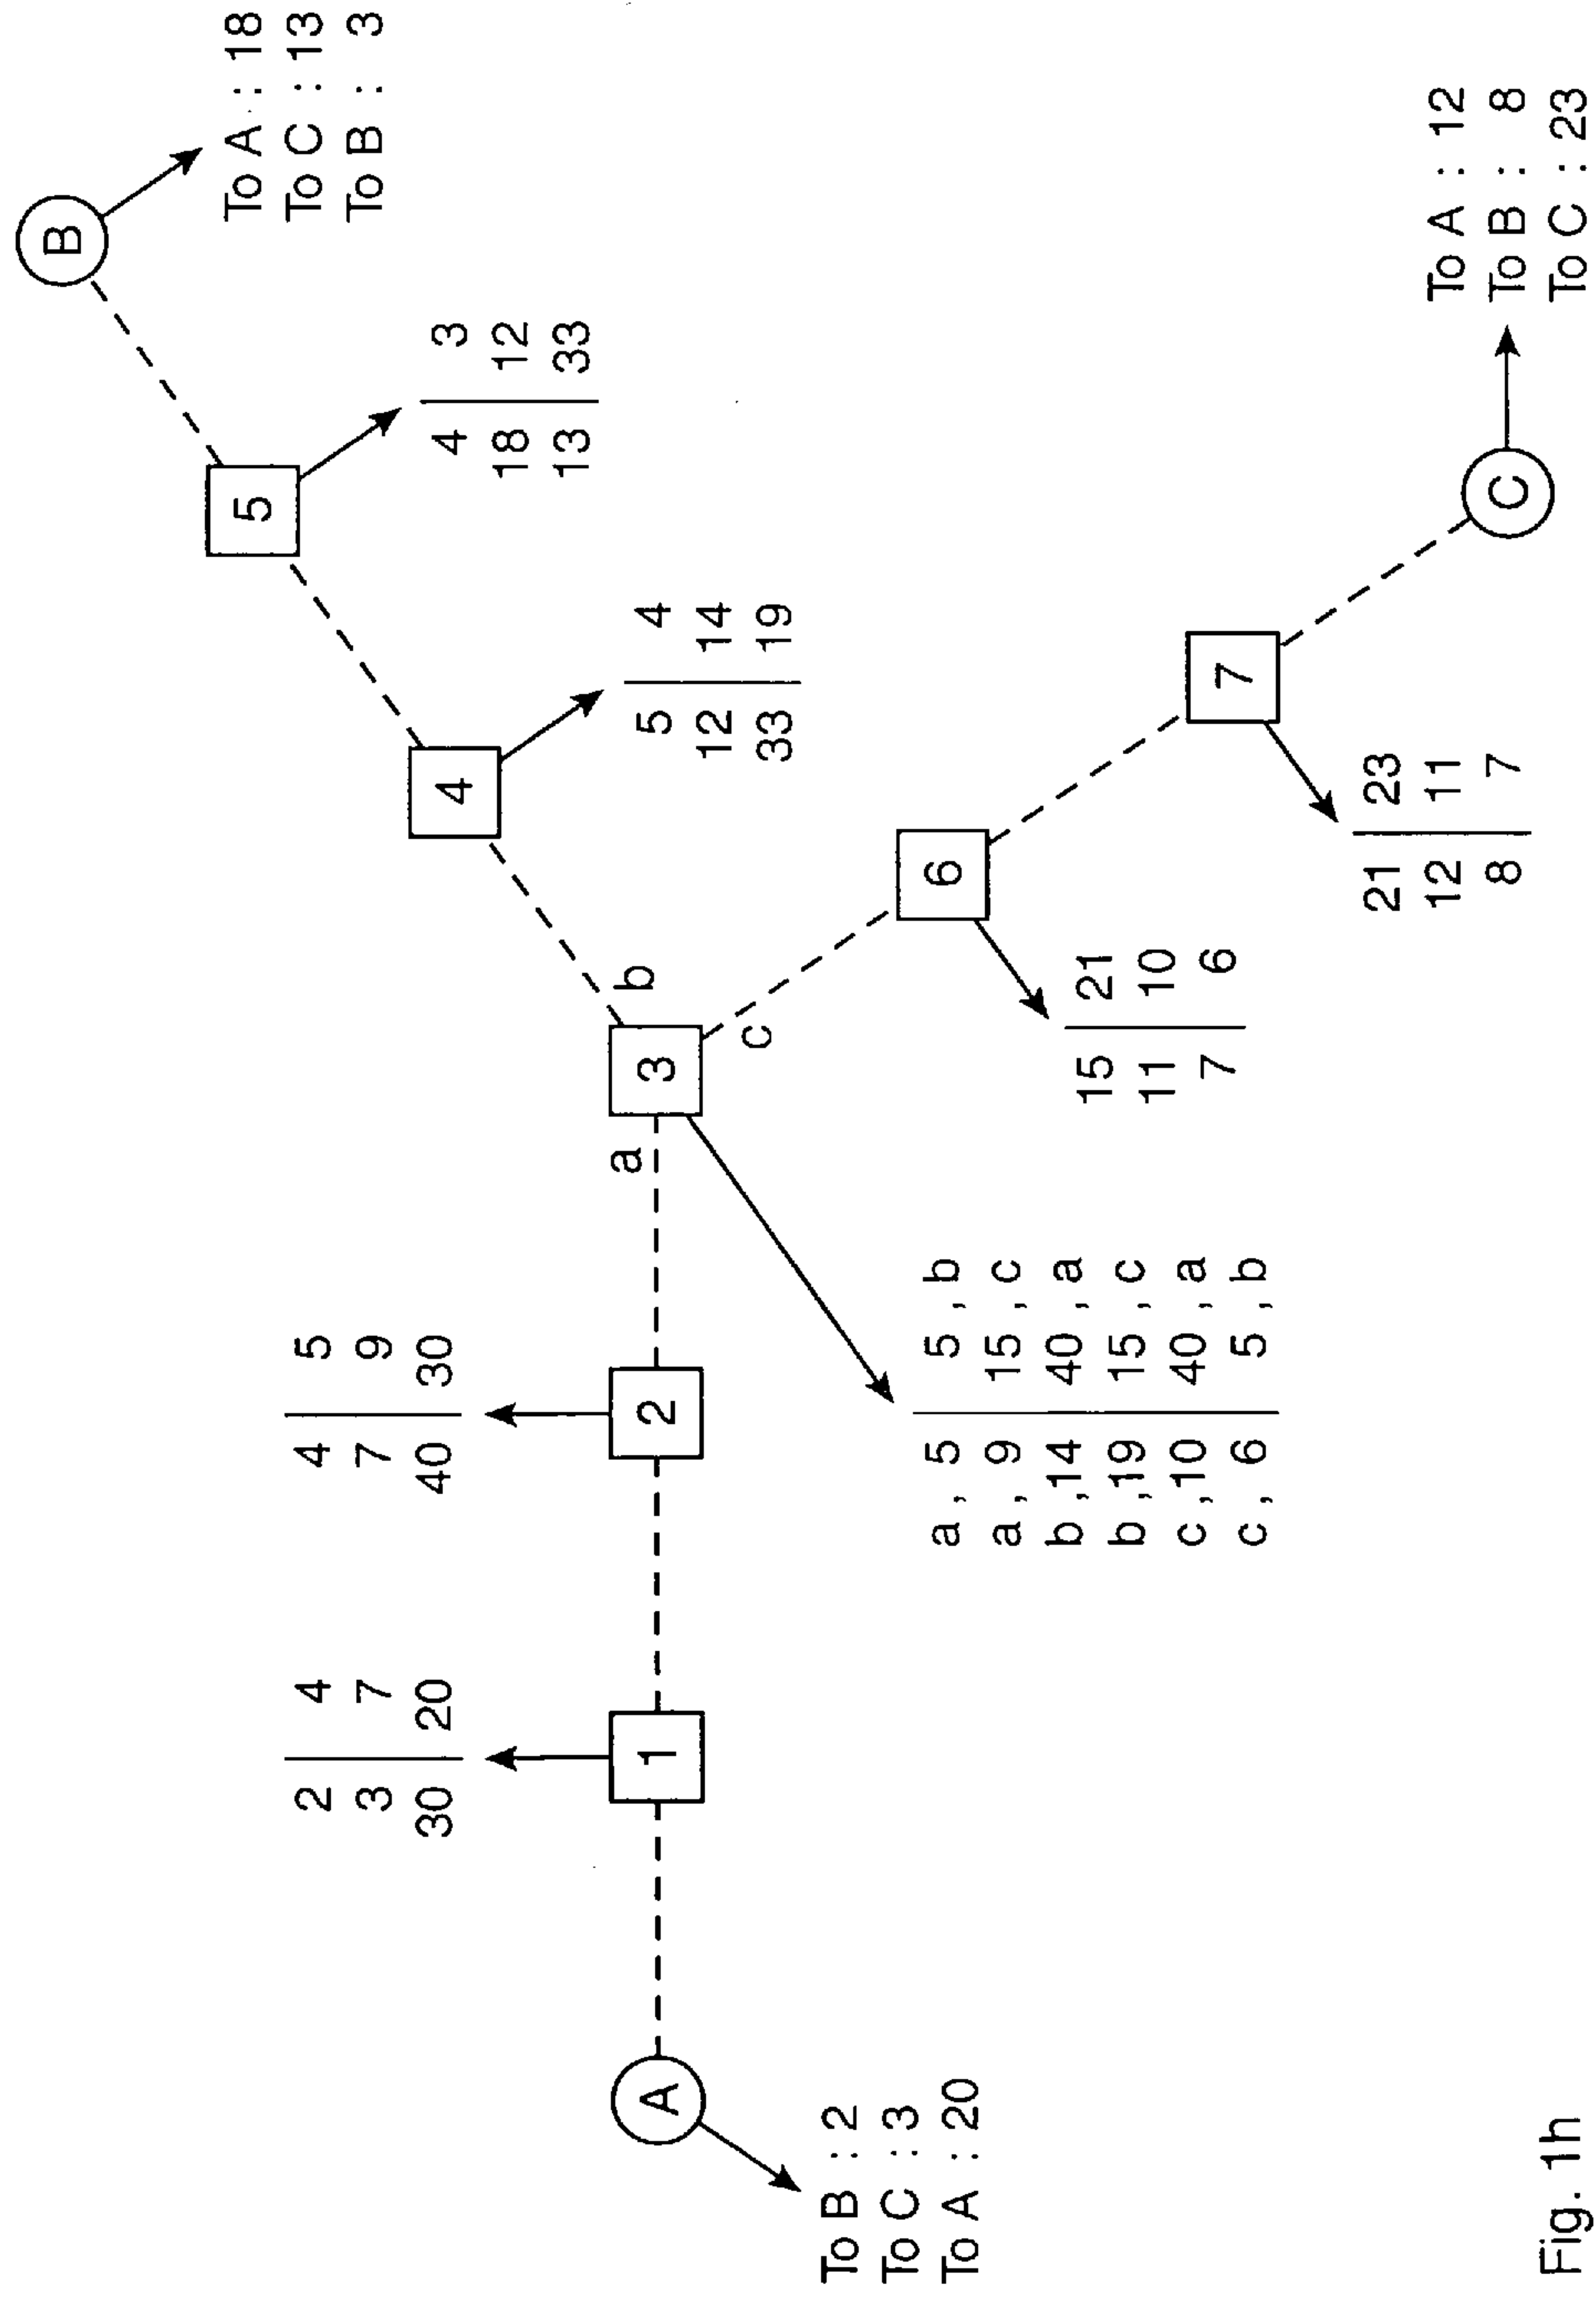 B
To A : 18
To C : 13
To B : 3
5
4 3
18 12
13 33
4
5 4
12 14
33 19
2 4
3 7
30 20
4 5
7 9
40 30
A
1
2
a
3
b
c
To B : 2
To C : 3
To A : 20
a, 5 5, b
a, 9 15, c
b, 14 40, a
b, 19 15, c
c, 10 40, a
c, 6 5, b
6
15 21
11 10
7 6
7
21 23
12 11
8 7
C
To A : 12
To B : 8
To C : 23
Fig. 1h